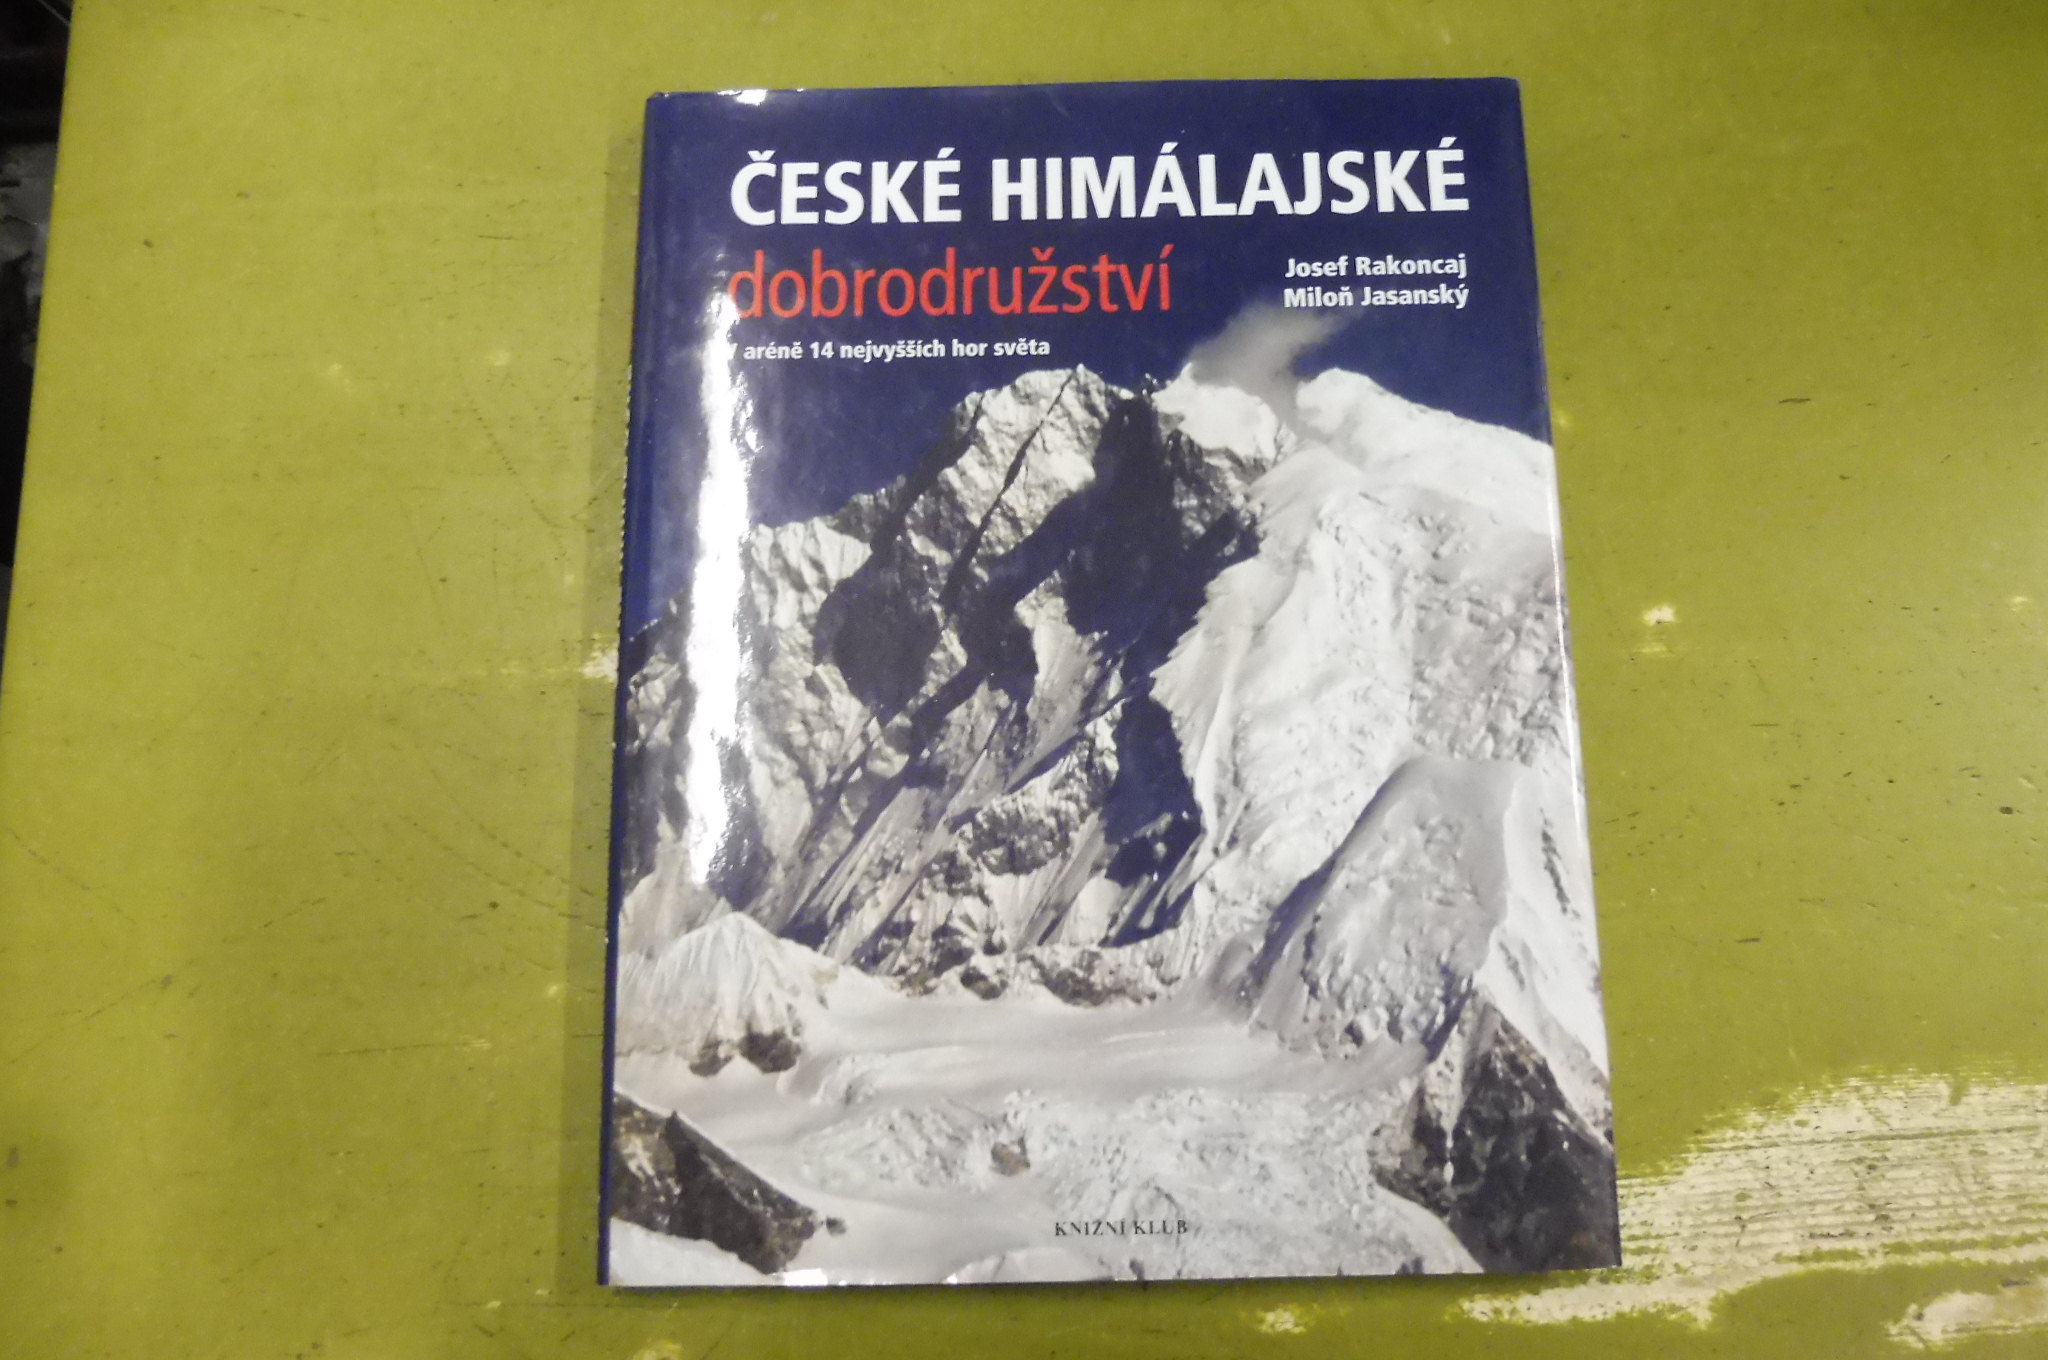 ČESKÉ HIMÁLAJSKÉ
dobrodružství
Josef Rakoncaj
Miloň Jasanský
V aréně 14 nejvyšších hor světa
KNIŽNÍ KLUB